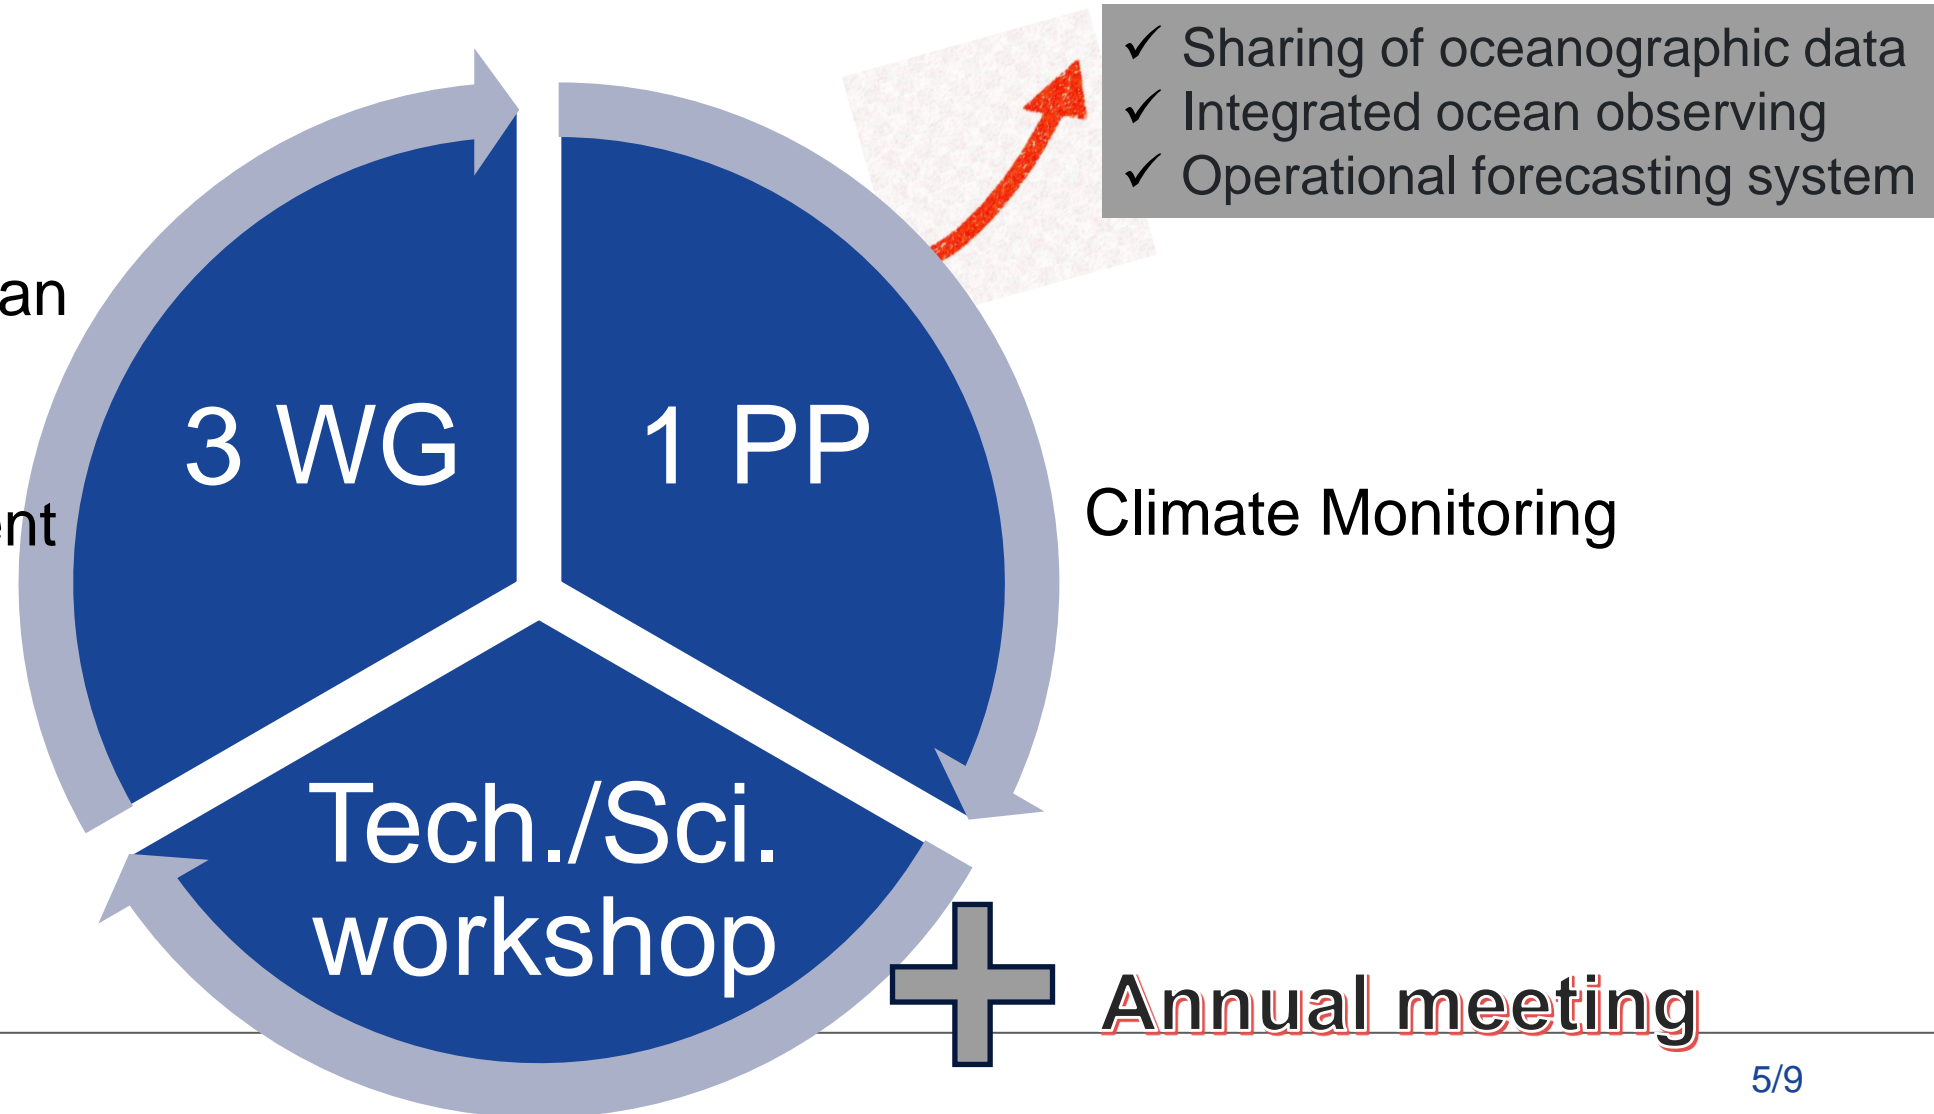 ✓ Sharing of oceanographic data
✓ Integrated ocean observing
✓ Operational forecasting system
3 WG
1 PP
Climate Monitoring
Tech./Sci.
workshop
Annual meeting
5/9